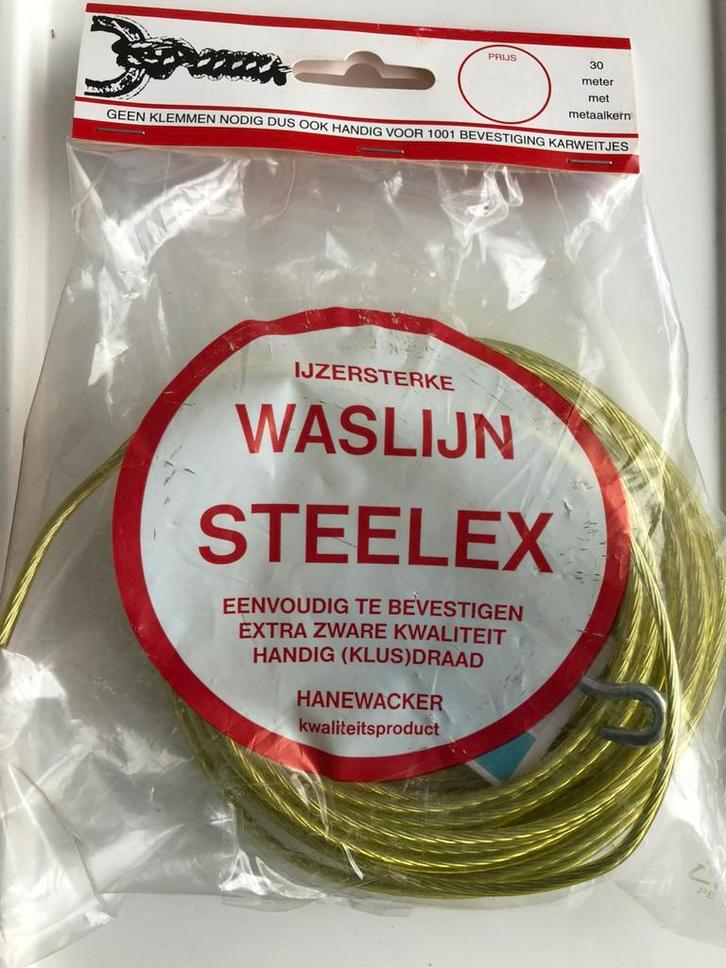 PRIJS
30
meter
met
metaalkern
GEEN KLEMMEN NODIG DUS OOK HANDIG VOOR 1001 BEVESTIGING KARWEITJES
IJZERSTERKE
WASLIJN
STEELEX
EENVOUDIG TE BEVESTIGEN
EXTRA ZWARE KWALITEIT
HANDIG (KLUS)DRAAD
HANEWACKER
kwaliteitsproduct
PE